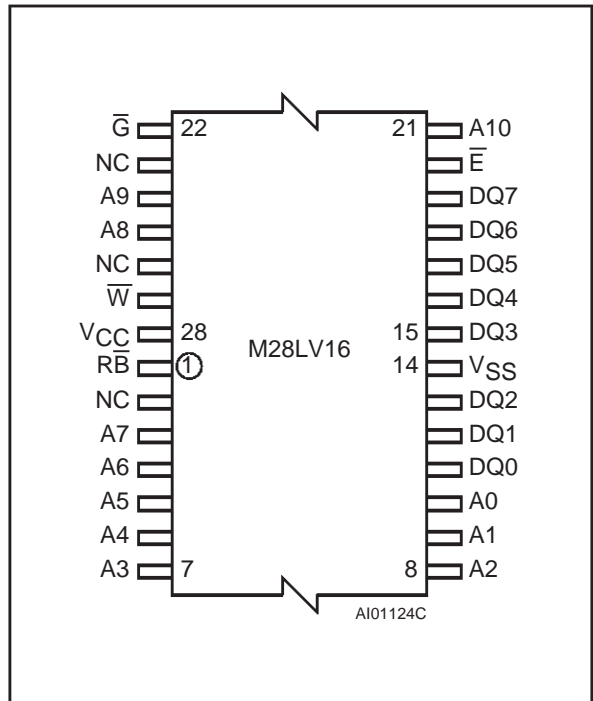 G̅ 22 21 A10
NC E̅
A9 DQ7
A8 DQ6
NC DQ5
W̅ DQ4
VCC 28 15 DQ3
M28LV16
RB̅ 1 14 VSS
NC DQ2
A7 DQ1
A6 DQ0
A5 A0
A4 A1
A3 7 8 A2
AI01124C